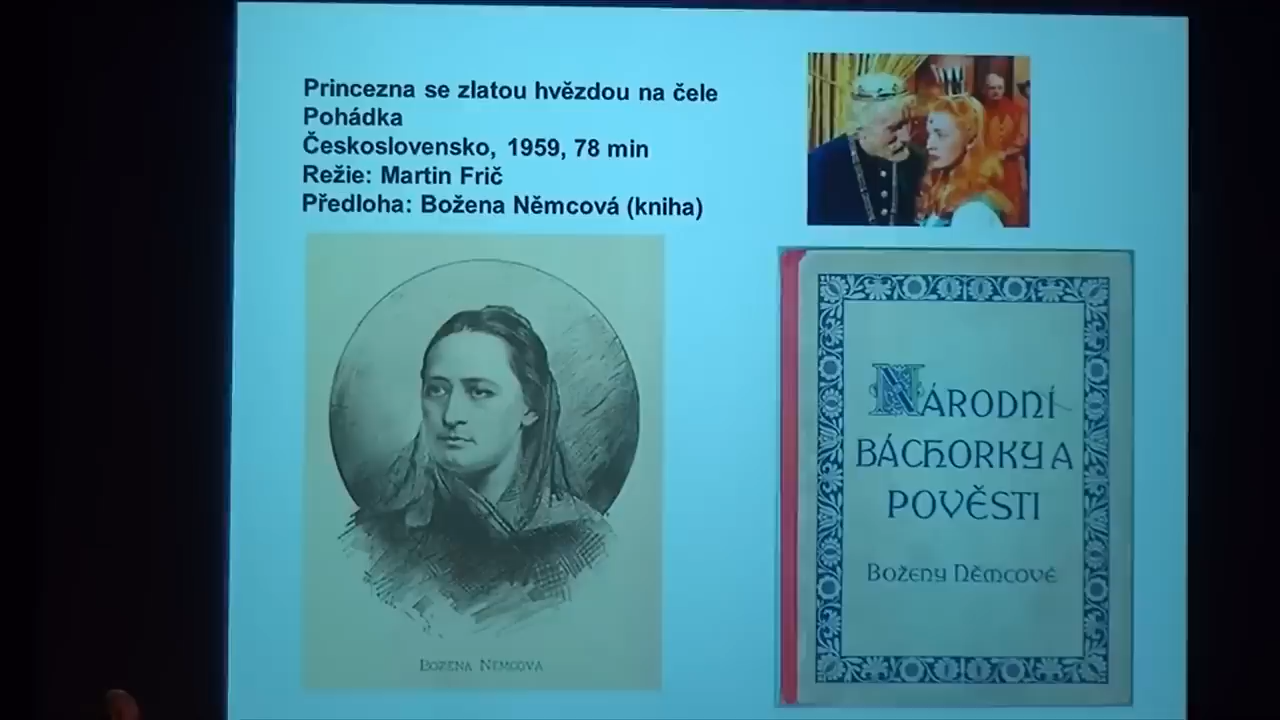 Princezna se zlatou hvězdou na čele
Pohádka
Československo, 1959, 78 min
Režie: Martin Frič
Předloha: Božena Němcová (kniha)
BOŽENA NĚMCOVÁ
NÁRODNÍ
BÁCHORKY A
POVĚSTI
BOŽENY NĚMCOVÉ